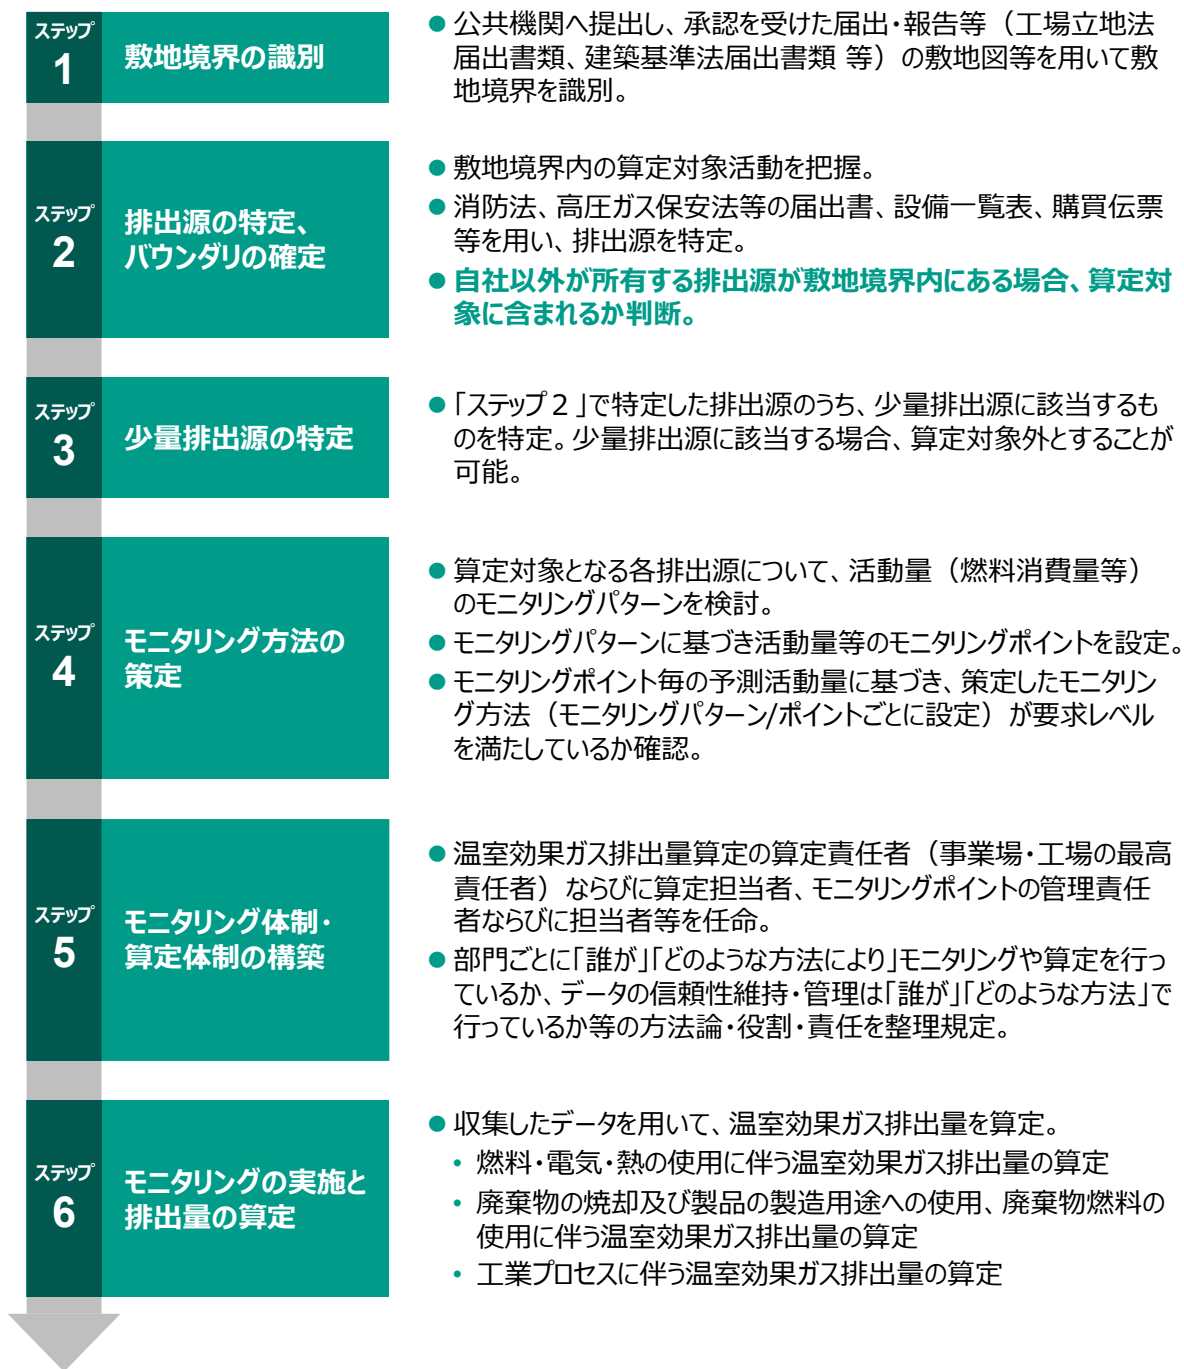 ステップ
1
敷地境界の識別
● 公共機関へ提出し、承認を受けた届出・報告等（工場立地法
届出書類、建築基準法届出書類 等）の敷地図等を用いて敷
地境界を識別。
ステップ
2
排出源の特定、
バウンダリの確定
● 敷地境界内の算定対象活動を把握。
● 消防法、高圧ガス保安法等の届出書、設備一覧表、購買伝票
等を用い、排出源を特定。
● 自社以外が所有する排出源が敷地境界内にある場合、算定対
象に含まれるか判断。
ステップ
3
少量排出源の特定
● 「ステップ２」で特定した排出源のうち、少量排出源に該当するも
のを特定。少量排出源に該当する場合、算定対象外とすることが
可能。
ステップ
4
モニタリング方法の
策定
● 算定対象となる各排出源について、活動量（燃料消費量等）
のモニタリングパターンを検討。
● モニタリングパターンに基づき活動量等のモニタリングポイントを設定。
● モニタリングポイント毎の予測活動量に基づき、策定したモニタリン
グ方法（モニタリングパターン/ポイントごとに設定）が要求レベル
を満たしているか確認。
ステップ
5
モニタリング体制・
算定体制の構築
● 温室効果ガス排出量算定の算定責任者（事業場・工場の最高
責任者）ならびに算定担当者、モニタリングポイントの管理責任
者ならびに担当者等を任命。
● 部門ごとに「誰が」「どのような方法により」モニタリングや算定を行っ
ているか、データの信頼性維持・管理は「誰が」「どのような方法」で
行っているか等の方法論・役割・責任を整理規定。
ステップ
6
モニタリングの実施と
排出量の算定
● 収集したデータを用いて、温室効果ガス排出量を算定。
• 燃料・電気・熱の使用に伴う温室効果ガス排出量の算定
• 廃棄物の焼却及び製品の製造用途への使用、廃棄物燃料の
使用に伴う温室効果ガス排出量の算定
• 工業プロセスに伴う温室効果ガス排出量の算定